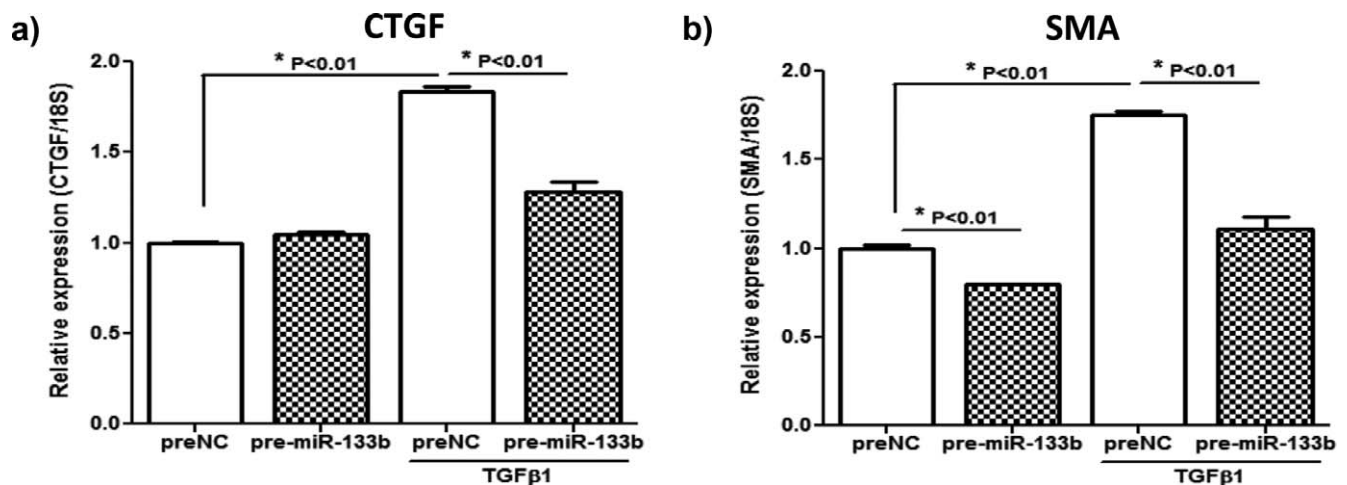 a)
CTGF
* P<0.01
* P<0.01
Relative expression (CTGF/18S)
2.0
1.5
1.0
0.5
0.0
preNC pre-miR-133b preNC pre-miR-133b
TGFβ1
b)
SMA
* P<0.01
* P<0.01
* P<0.01
Relative expression (SMA/18S)
2.0
1.5
1.0
0.5
0.0
preNC pre-miR-133b preNC pre-miR-133b
TGFβ1